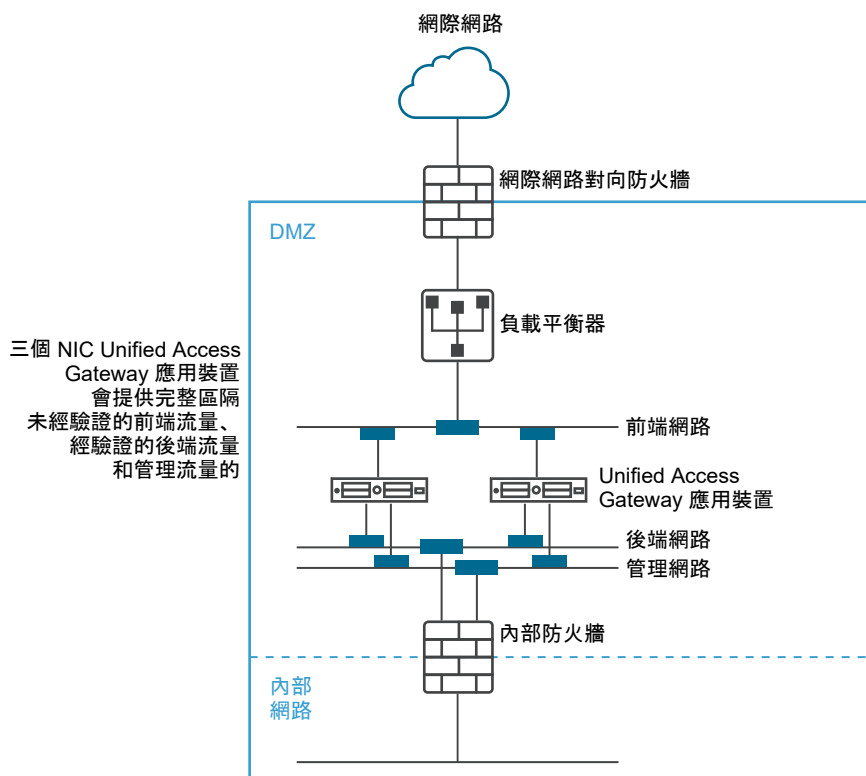 網際網路
網際網路對向防火牆
DMZ
負載平衡器
三個 NIC Unified Access
Gateway 應用裝置
會提供完整區隔
未經驗證的前端流量、
經驗證的後端流量
和管理流量的
前端網路
Unified Access
Gateway 應用裝置
後端網路
管理網路
內部防火牆
內部
網路